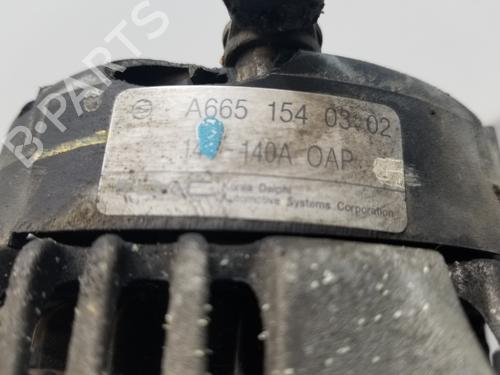 A665 154 03 02
140A OAP
Korea Delphi
Automotive Systems Corporation
B-PARTS